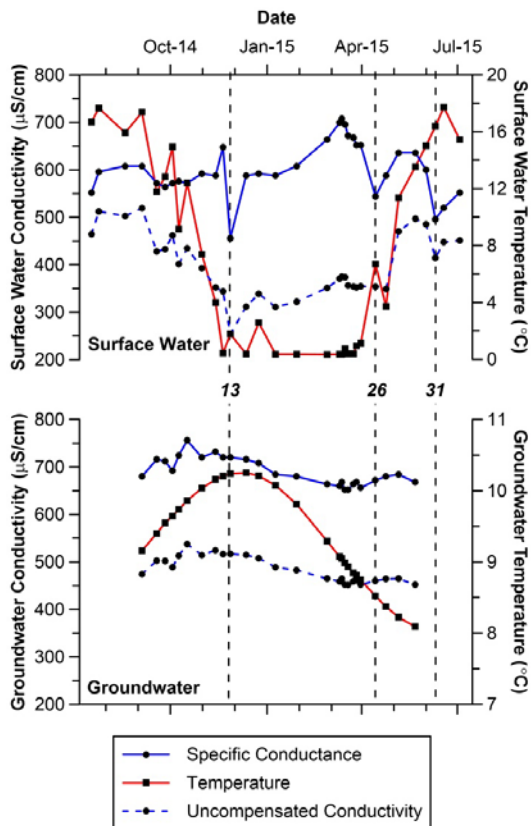 Date
Oct-14 Jan-15 Apr-15 Jul-15
Surface Water Conductivity (µS/cm)
800
700
600
500
400
300
200
20
16
12
8
4
0
Surface Water Temperature (°C)
Surface Water
13 26 31
Groundwater Conductivity (µS/cm)
800
700
600
500
400
300
200
11
10
9
8
7
Groundwater Temperature (°C)
Groundwater
Specific Conductance
Temperature
Uncompensated Conductivity